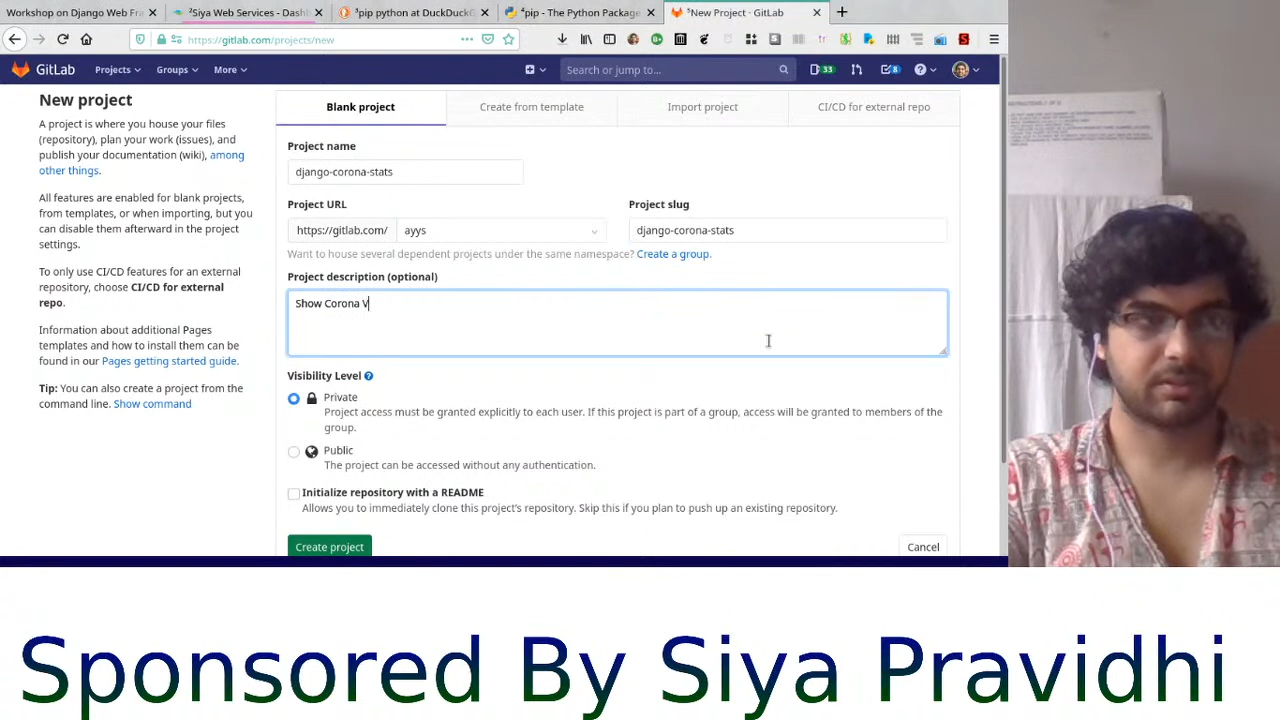 Workshop on Django Web Fra
²Siya Web Services - Dash
³pip python at DuckDuckG
⁴pip - The Python Package
⁵New Project · GitLab
https://gitlab.com/projects/new
GitLab
Projects
Groups
More
Search or jump to...
33
8
New project
A project is where you house your files
(repository), plan your work (issues), and
publish your documentation (wiki), among
other things.
All features are enabled for blank projects,
from templates, or when importing, but you
can disable them afterward in the project
settings.
To only use CI/CD features for an external
repository, choose CI/CD for external
repo.
Information about additional Pages
templates and how to install them can be
found in our Pages getting started guide.
Tip: You can also create a project from the
command line. Show command
Blank project
Create from template
Import project
CI/CD for external repo
Project name
django-corona-stats
Project URL
Project slug
https://gitlab.com/
ayys
django-corona-stats
Want to house several dependent projects under the same namespace? Create a group.
Project description (optional)
Show Corona V
Visibility Level
Private
Project access must be granted explicitly to each user. If this project is part of a group, access will be granted to members of the
group.
Public
The project can be accessed without any authentication.
Initialize repository with a README
Allows you to immediately clone this project's repository. Skip this if you plan to push up an existing repository.
Create project
Cancel
Sponsored By Siya Pravidhi